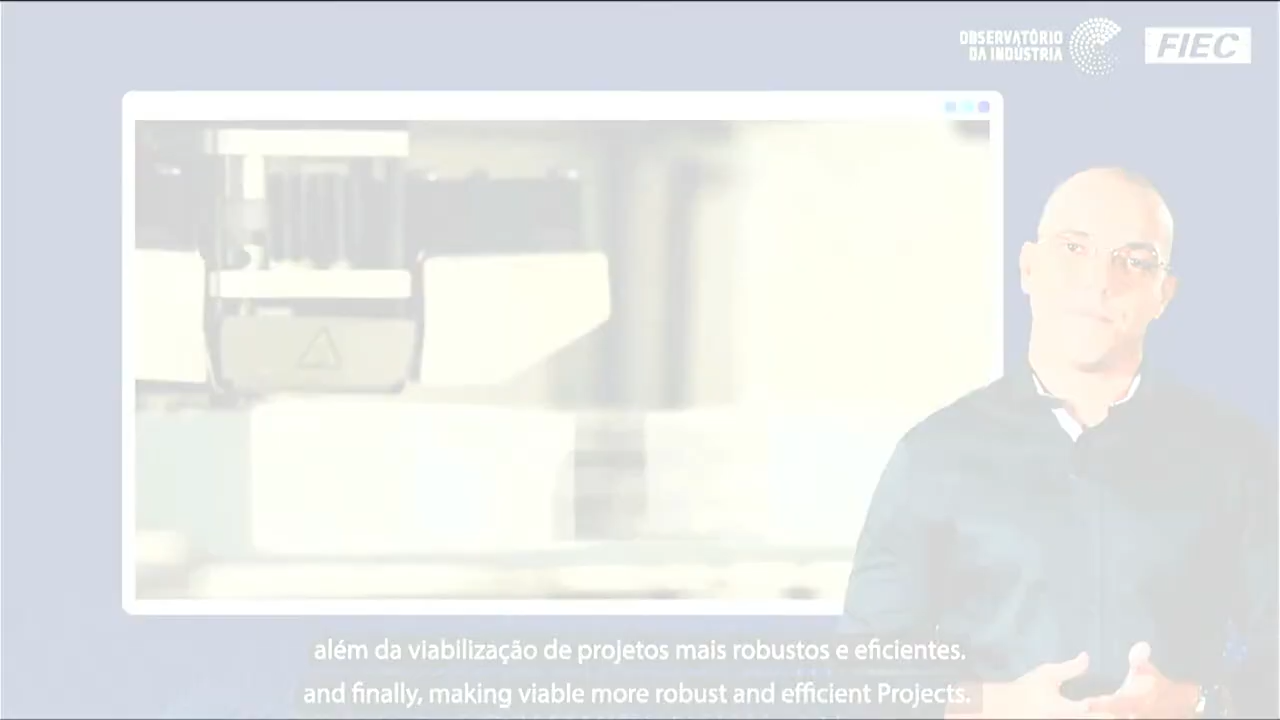 OBSERVATÓRIO
DA INDÚSTRIA
FIEC
além da viabilização de projetos mais robustos e eficientes.
and finally, making viable more robust and efficient Projects.